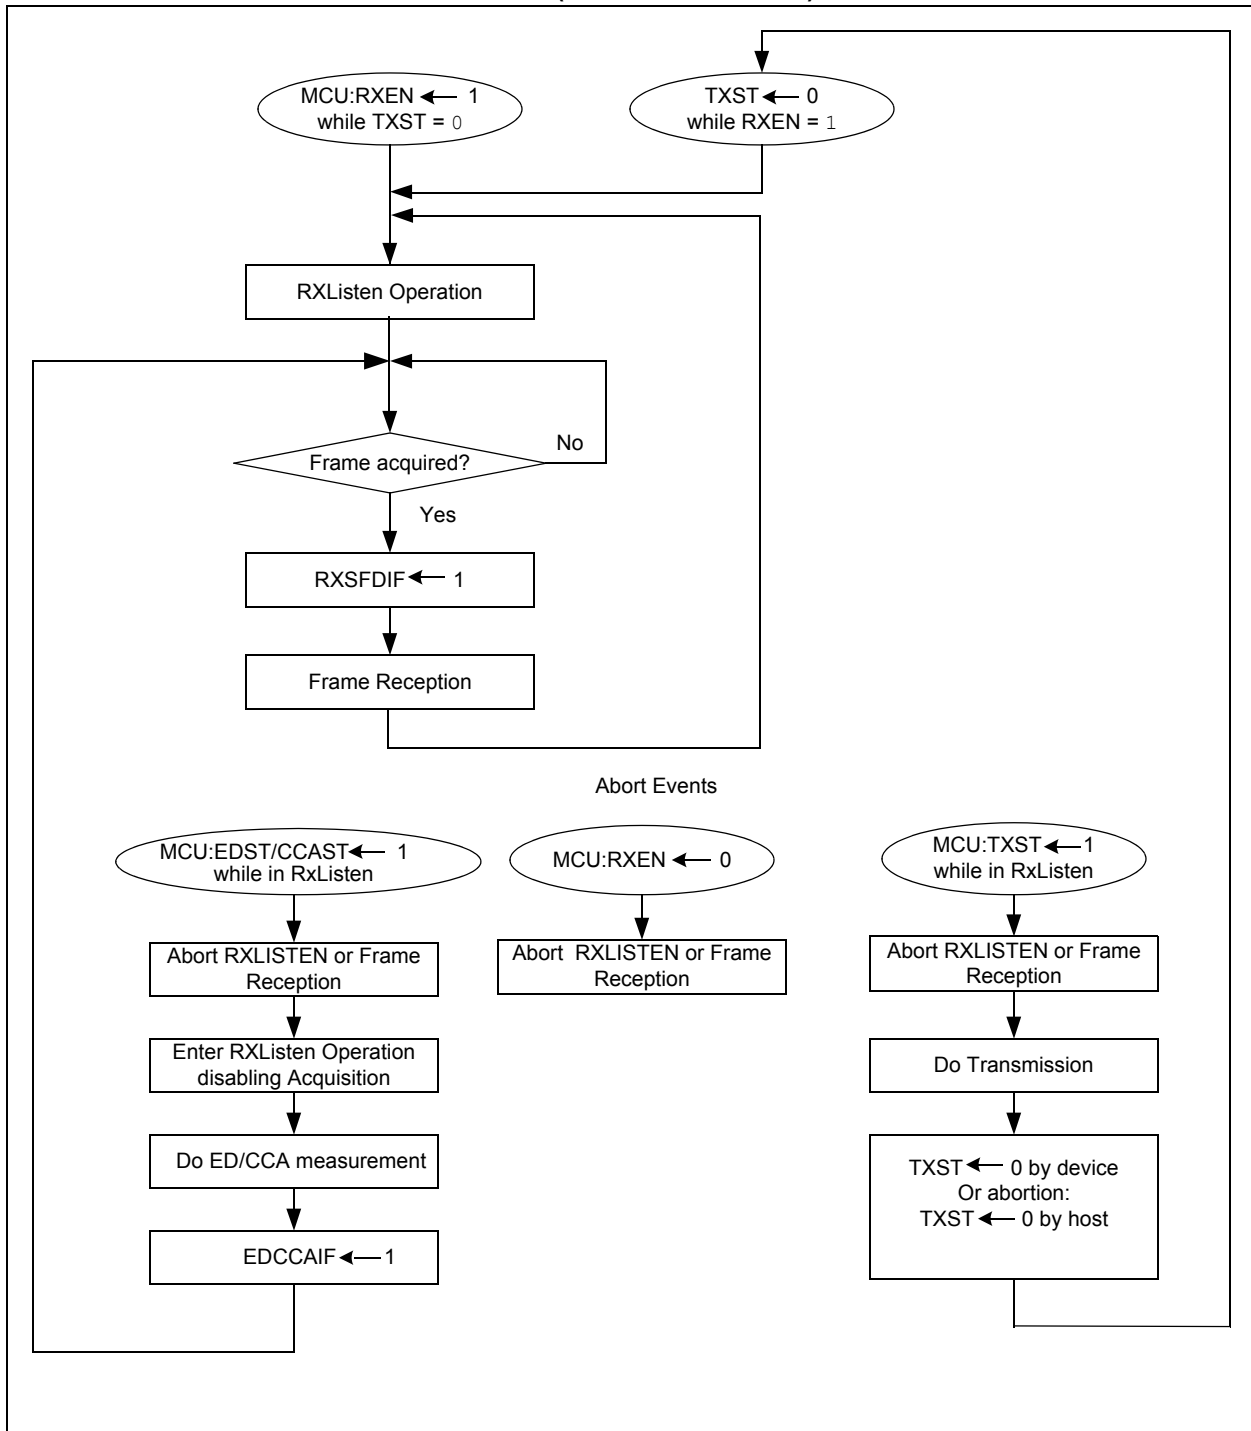 MCU:RXEN ← 1
while TXST = 0
TXST ← 0
while RXEN = 1
RXListen Operation
No
Frame acquired?
Yes
RXSFDIF ← 1
Frame Reception
Abort Events
MCU:EDST/CCAST ← 1
while in RxListen
MCU:RXEN ← 0
MCU:TXST ← 1
while in RxListen
Abort RXLISTEN or Frame
Reception
Abort RXLISTEN or Frame
Reception
Abort RXLISTEN or Frame
Reception
Enter RXListen Operation
disabling Acquisition
Do Transmission
Do ED/CCA measurement
TXST ← 0 by device
Or abortion:
TXST ← 0 by host
EDCCAIF ← 1